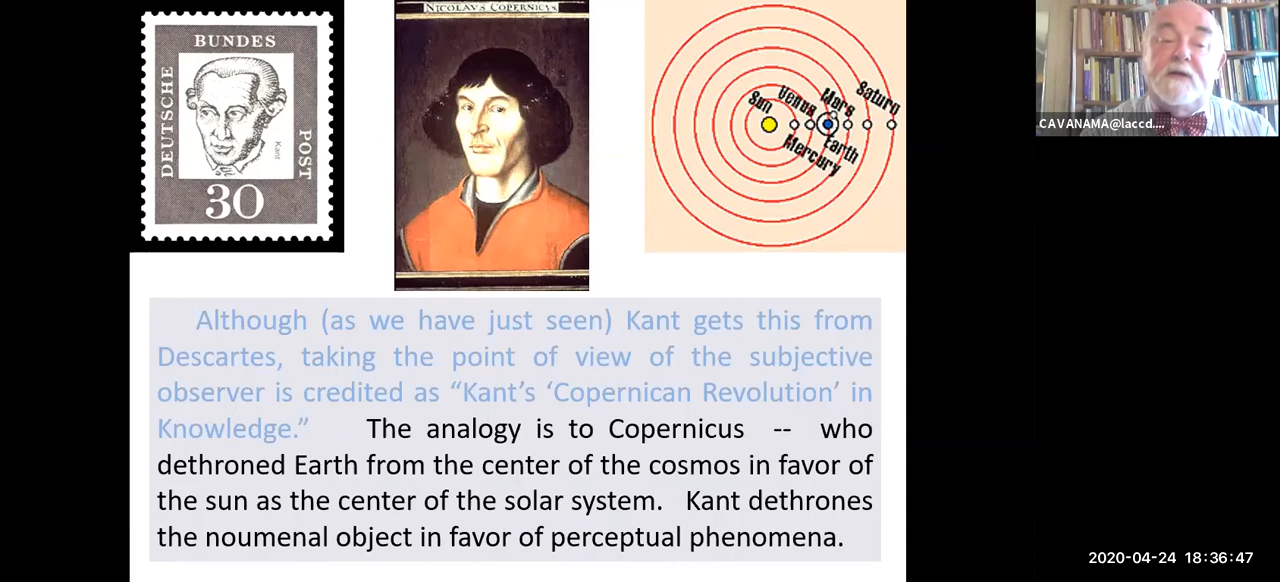 BUNDES
DEUTSCHE
POST
Kant
30
NICOLAVS COPERNICVS
Sun
Venus
Mars
Saturn
Earth
Mercury
CAVANAMA@laccd....
Although (as we have just seen) Kant gets this from
Descartes, taking the point of view of the subjective
observer is credited as “Kant’s ‘Copernican Revolution’ in
Knowledge.” The analogy is to Copernicus -- who
dethroned Earth from the center of the cosmos in favor of
the sun as the center of the solar system. Kant dethrones
the noumenal object in favor of perceptual phenomena.
2020-04-24 18:36:47